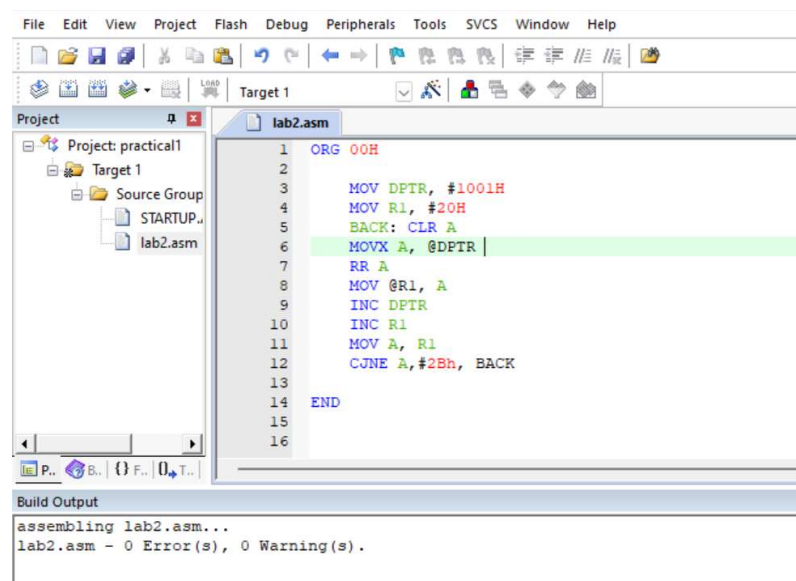 File Edit View Project Flash Debug Peripherals Tools SVCS Window Help
LOAD Target 1
Project lab2.asm
Project: practical1
Target 1
Source Group
STARTUP.
lab2.asm
1 ORG 00H
2
3 MOV DPTR, #1001H
4 MOV R1, #20H
5 BACK: CLR A
6 MOVX A, @DPTR
7 RR A
8 MOV @R1, A
9 INC DPTR
10 INC R1
11 MOV A, R1
12 CJNE A,#2Bh, BACK
13
14 END
15
16
P.. B.. {} F.. 0 T..
Build Output
assembling lab2.asm...
lab2.asm - 0 Error(s), 0 Warning(s).